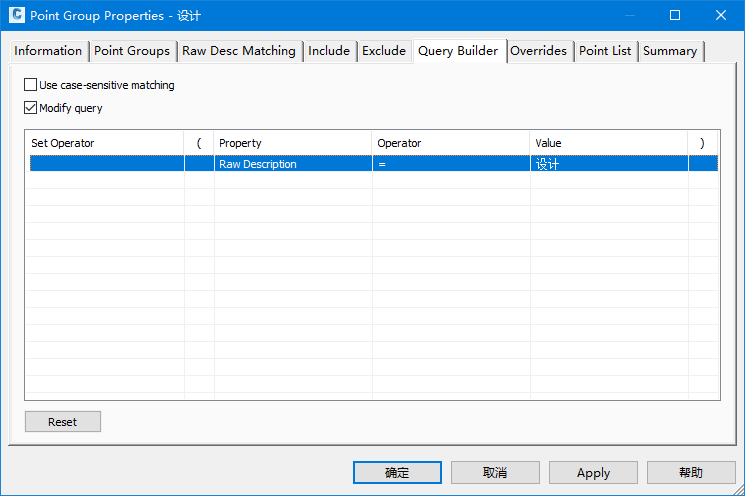 Point Group Properties - 设计
Information Point Groups Raw Desc Matching Include Exclude Query Builder Overrides Point List Summary
Use case-sensitive matching
Modify query
Set Operator ( Property Operator Value )
Raw Description = 设计
Reset
确定 取消 Apply 帮助